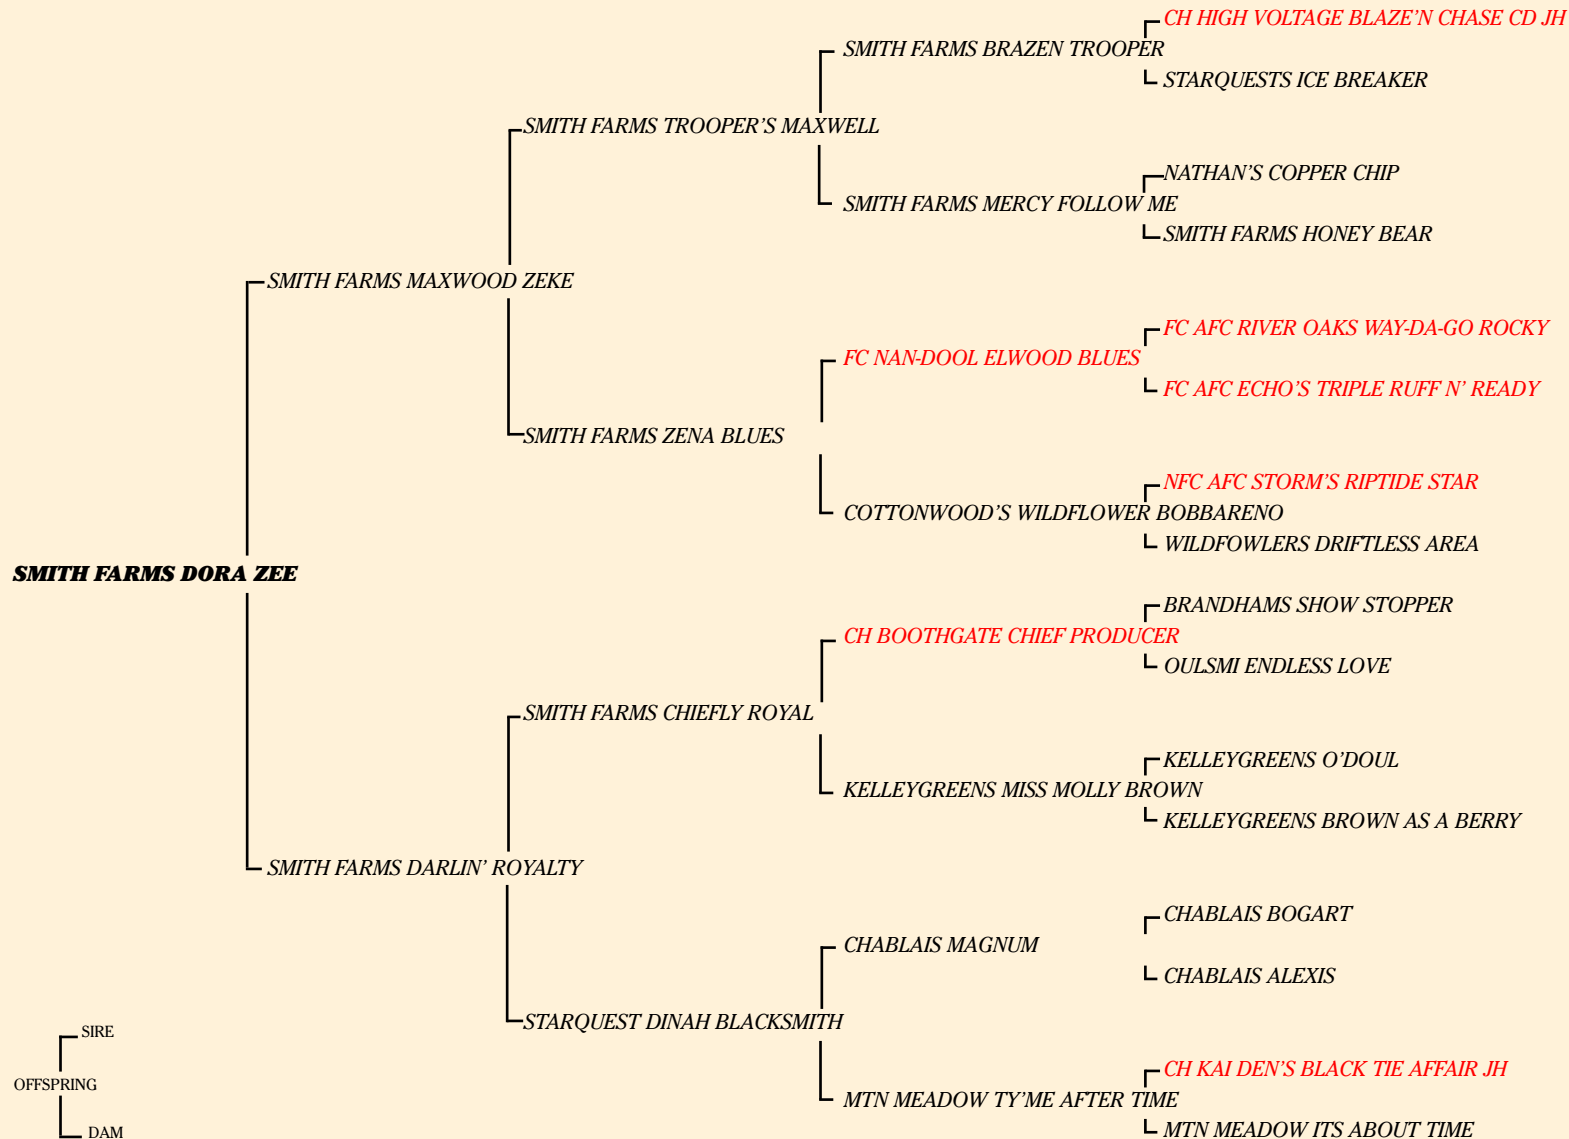 CH HIGH VOLTAGE BLAZE’N CHASE CD JH
SMITH FARMS BRAZEN TROOPER
STARQUESTS ICE BREAKER
SMITH FARMS TROOPER’S MAXWELL
NATHAN’S COPPER CHIP
SMITH FARMS MERCY FOLLOW ME
SMITH FARMS HONEY BEAR
SMITH FARMS MAXWOOD ZEKE
FC AFC RIVER OAKS WAY-DA-GO ROCKY
FC NAN-DOOL ELWOOD BLUES
FC AFC ECHO’S TRIPLE RUFF N’ READY
SMITH FARMS ZENA BLUES
NFC AFC STORM’S RIPTIDE STAR
COTTONWOOD’S WILDFLOWER BOBBARENO
WILDFOWLERS DRIFTLESS AREA
SMITH FARMS DORA ZEE
BRANDHAMS SHOW STOPPER
CH BOOTHGATE CHIEF PRODUCER
OULSMI ENDLESS LOVE
SMITH FARMS CHIEFLY ROYAL
KELLEYGREENS O’DOUL
KELLEYGREENS MISS MOLLY BROWN
KELLEYGREENS BROWN AS A BERRY
SMITH FARMS DARLIN’ ROYALTY
CHABLAIS BOGART
CHABLAIS MAGNUM
CHABLAIS ALEXIS
STARQUEST DINAH BLACKSMITH
CH KAI DEN’S BLACK TIE AFFAIR JH
MTN MEADOW TY’ME AFTER TIME
MTN MEADOW ITS ABOUT TIME
SIRE
OFFSPRING
DAM